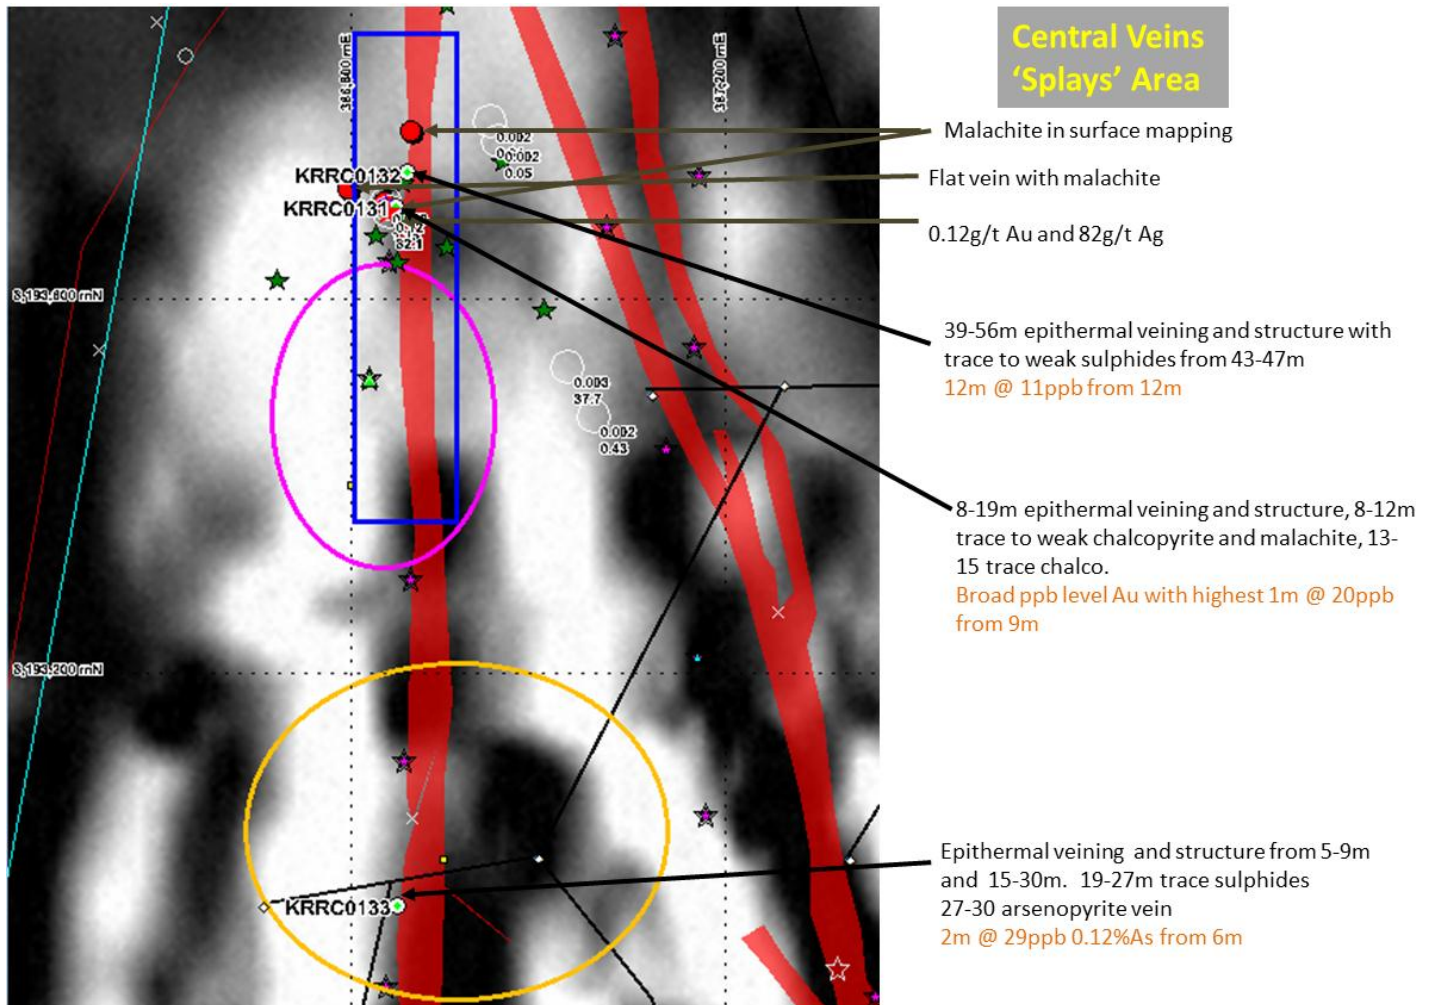 Central Veins
‘Splays’ Area
386,800 mE
387,200 mE
Malachite in surface mapping
0.002
0.002
0.05
KRRC0132
Flat vein with malachite
KRRC0131
0.12g/t Au and 82g/t Ag
82.1
8,193,600 mN
39-56m epithermal veining and structure with
trace to weak sulphides from 43-47m
12m @ 11ppb from 12m
0.003
37.7
0.002
0.43
8-19m epithermal veining and structure, 8-12m
trace to weak chalcopyrite and malachite, 13-
15 trace chalco.
Broad ppb level Au with highest 1m @ 20ppb
from 9m
8,193,200 mN
Epithermal veining and structure from 5-9m
and 15-30m. 19-27m trace sulphides
27-30 arsenopyrite vein
2m @ 29ppb 0.12%As from 6m
KRRC0133